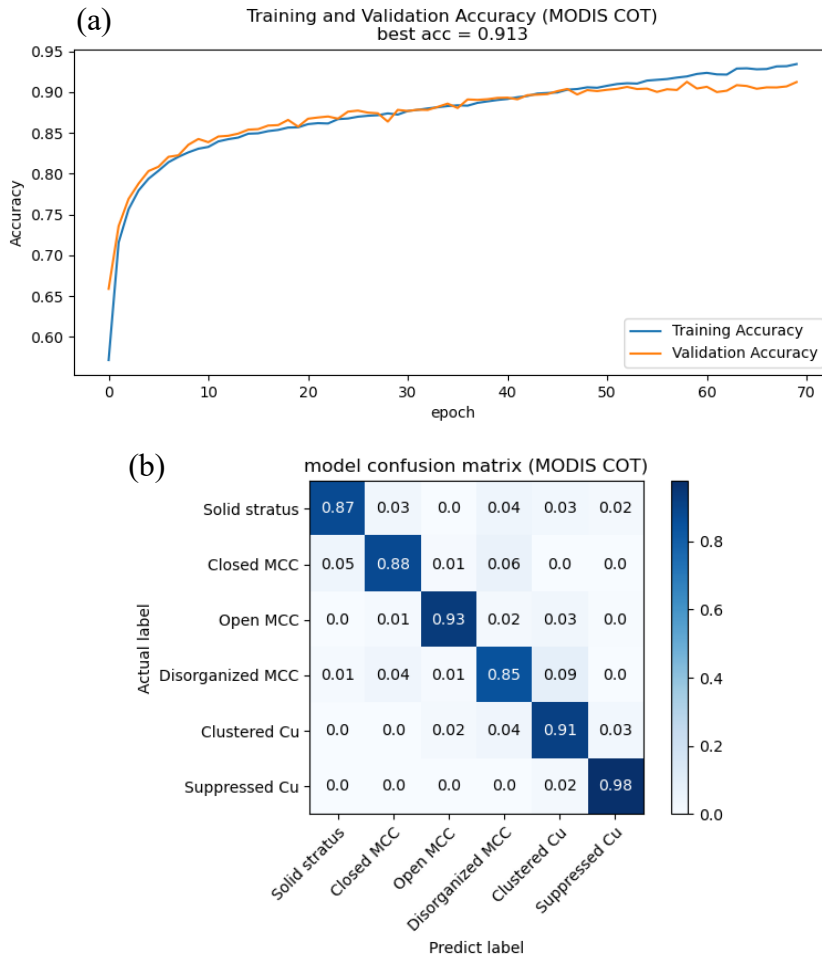 (a)
Training and Validation Accuracy (MODIS COT)
best acc = 0.913
Accuracy
0.95
0.90
0.85
0.80
0.75
0.70
0.65
0.60
Training Accuracy
Validation Accuracy
0 10 20 30 40 50 60 70
epoch
(b)
model confusion matrix (MODIS COT)
Actual label
Solid stratus 0.87 0.03 0.0 0.04 0.03 0.02
Closed MCC 0.05 0.88 0.01 0.06 0.0 0.0
Open MCC 0.0 0.01 0.93 0.02 0.03 0.0
Disorganized MCC 0.01 0.04 0.01 0.85 0.09 0.0
Clustered Cu 0.0 0.0 0.02 0.04 0.91 0.03
Suppressed Cu 0.0 0.0 0.0 0.0 0.02 0.98
Solid stratus
Closed MCC
Open MCC
Disorganized MCC
Clustered Cu
Suppressed Cu
Predict label
0.8
0.6
0.4
0.2
0.0